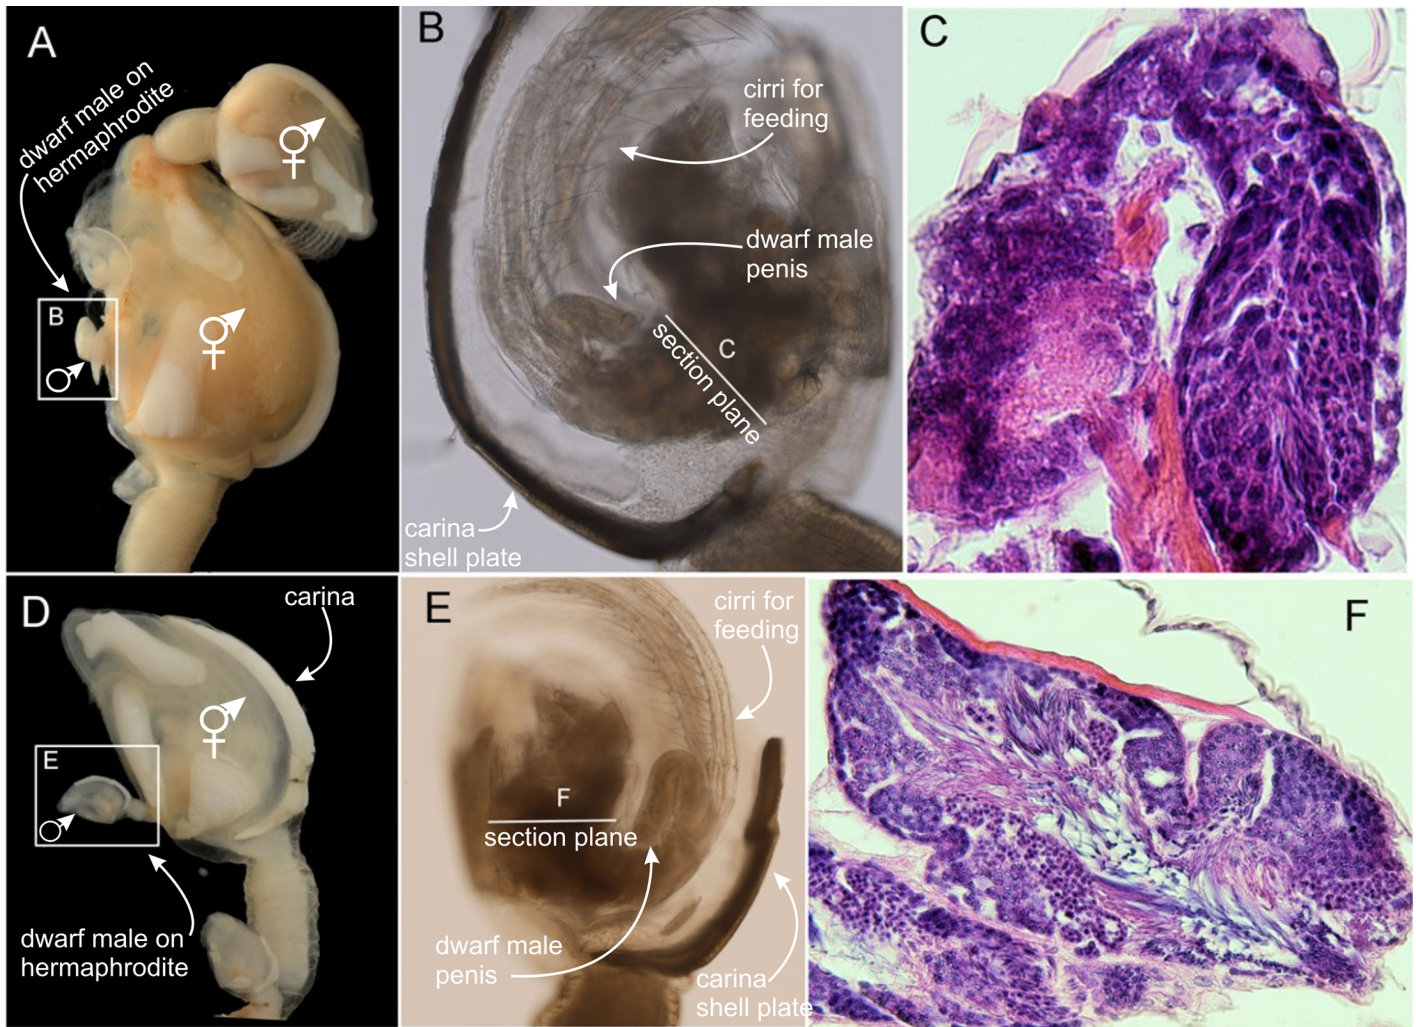 A
dwarf male on
hermaphrodite
B
B
cirri for
feeding
dwarf male
penis
C
section plane
carina
shell plate
C
D
carina
E
dwarf male on
hermaphrodite
E
cirri for
feeding
F
section plane
dwarf male
penis
carina
shell plate
F